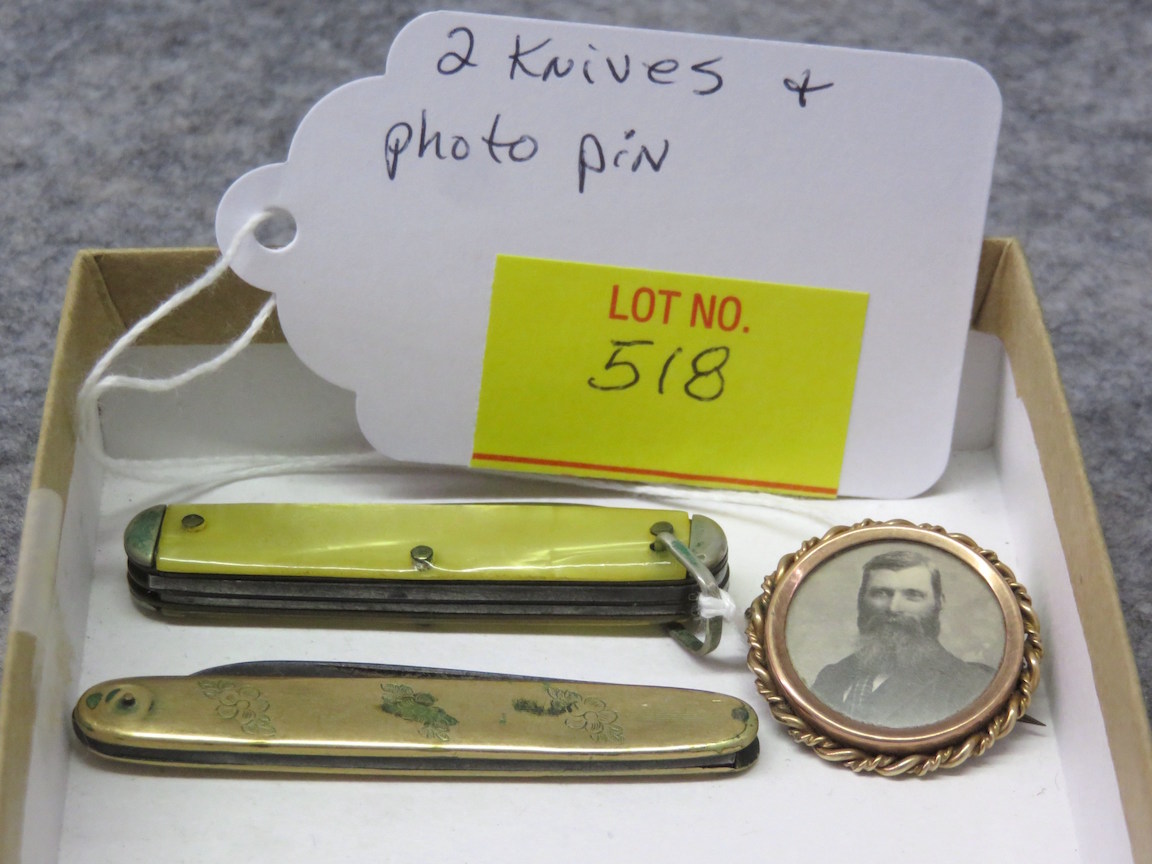 2 Knives &
photo pin
LOT NO.
518